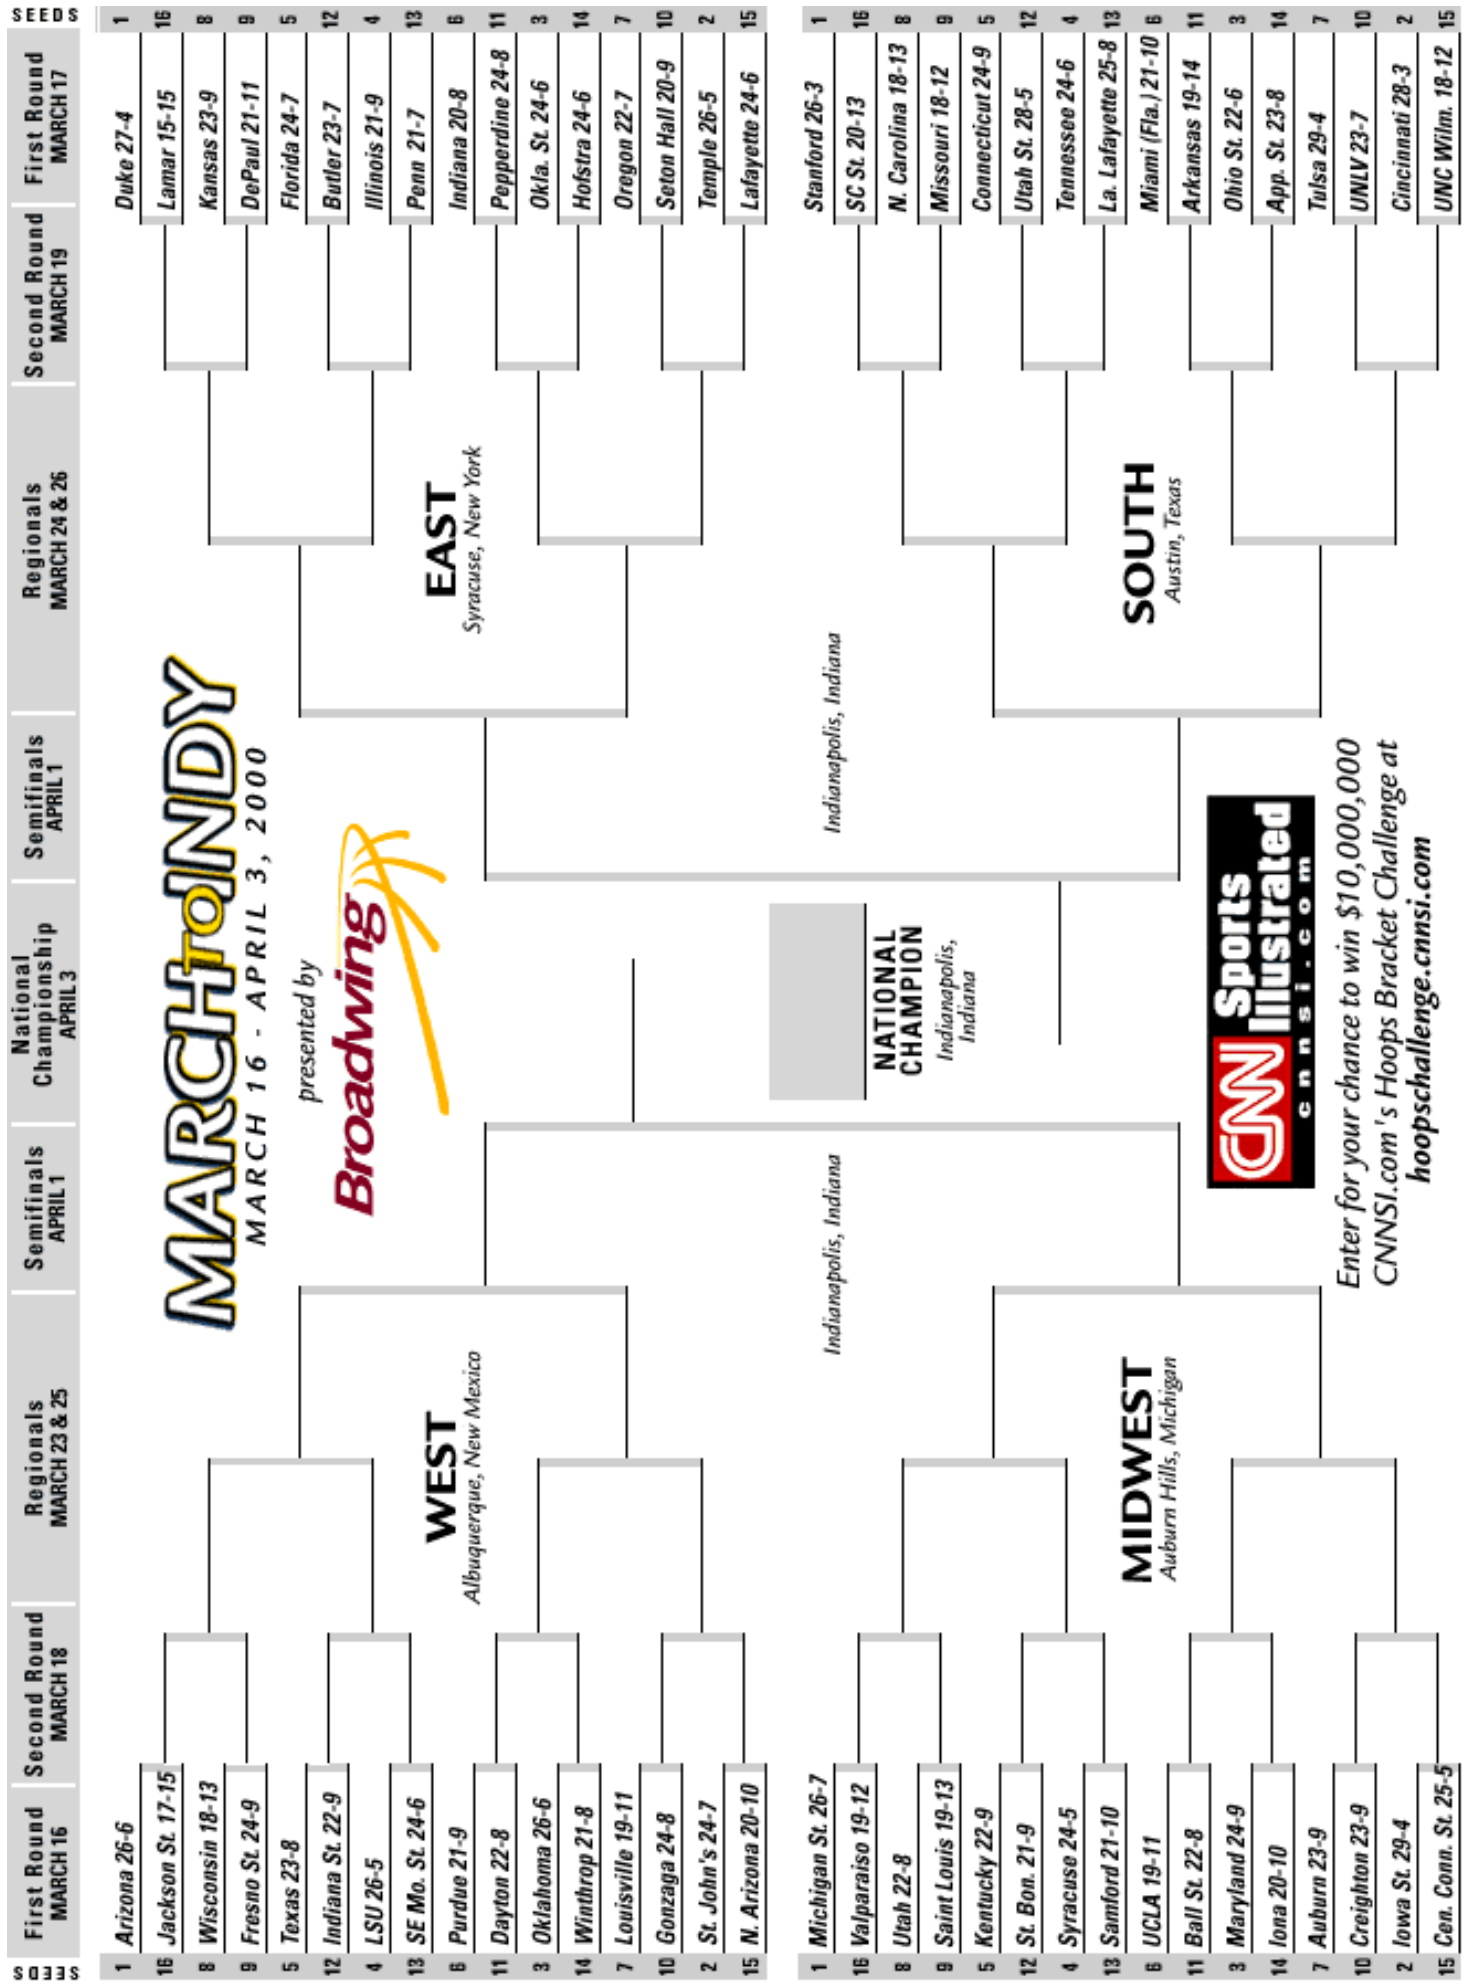 SEEDS
First Round
MARCH 16
Second Round
MARCH 18
Regionals
MARCH 23 & 25
Semifinals
APRIL 1
National
Championship
APRIL 3
Semifinals
APRIL 1
Regionals
MARCH 24 & 26
Second Round
MARCH 19
First Round
MARCH 17
SEEDS
1 Arizona 26-6
16 Jackson St. 17-15
8 Wisconsin 18-13
9 Fresno St. 24-9
5 Texas 23-8
12 Indiana St. 22-9
4 LSU 26-5
13 SE Mo. St. 24-6
6 Purdue 21-9
11 Dayton 22-8
3 Oklahoma 26-6
14 Winthrop 21-8
7 Louisville 19-11
10 Gonzaga 24-8
2 St. John's 24-7
15 N. Arizona 20-10
WEST
Albuquerque, New Mexico
MARCH TO INDY
MARCH 16 - APRIL 3, 2000
presented by
Broadwing
EAST
Syracuse, New York
Duke 27-4 1
Lamar 15-15 16
Kansas 23-9 8
DePaul 21-11 9
Florida 24-7 5
Butler 23-7 12
Illinois 21-9 4
Penn 21-7 13
Indiana 20-8 6
Pepperdine 24-8 11
Okla. St. 24-6 3
Hofstra 24-6 14
Oregon 22-7 7
Seton Hall 20-9 10
Temple 26-5 2
Lafayette 24-6 15
Indianapolis, Indiana
NATIONAL
CHAMPION
Indianapolis,
Indiana
Indianapolis, Indiana
1 Michigan St. 26-7
16 Valparaiso 19-12
8 Utah 22-8
9 Saint Louis 19-13
5 Kentucky 22-9
12 St. Bon. 21-9
4 Syracuse 24-5
13 Samford 21-10
6 UCLA 19-11
11 Ball St. 22-8
3 Maryland 24-9
14 Iona 20-10
7 Auburn 23-9
10 Creighton 23-9
2 Iowa St. 29-4
15 Cen. Conn. St. 25-5
MIDWEST
Auburn Hills, Michigan
CNN Sports Illustrated
cnnsi.com
Enter for your chance to win $10,000,000
CNNSI.com's Hoops Bracket Challenge at
hoopschallenge.cnnsi.com
SOUTH
Austin, Texas
Stanford 26-3 1
SC St. 20-13 16
N. Carolina 18-13 8
Missouri 18-12 9
Connecticut 24-9 5
Utah St. 28-5 12
Tennessee 24-6 4
La. Lafayette 25-8 13
Miami (Fla.) 21-10 6
Arkansas 19-14 11
Ohio St. 22-6 3
App. St. 23-8 14
Tulsa 29-4 7
UNLV 23-7 10
Cincinnati 28-3 2
UNC Wilm. 18-12 15